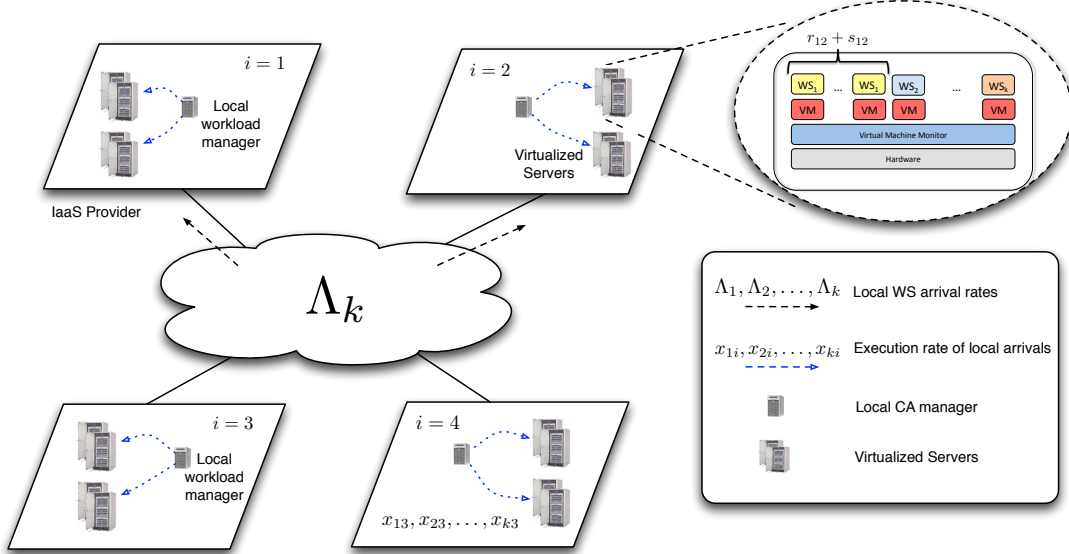 i = 1
Local
workload
manager
IaaS Provider
i = 2
Virtualized
Servers
r₁₂ + s₁₂
WS₁ ... WS₁ WS₂ ... WSₖ
VM VM VM VM
Virtual Machine Monitor
Hardware
Λₖ
i = 3
Local
workload
manager
i = 4
x₁₃, x₂₃, . . . , xₖ₃
Λ₁, Λ₂, . . . , Λₖ Local WS arrival rates
x₁ᵢ, x₂ᵢ, . . . , xₖᵢ Execution rate of local arrivals
Local CA manager
Virtualized Servers